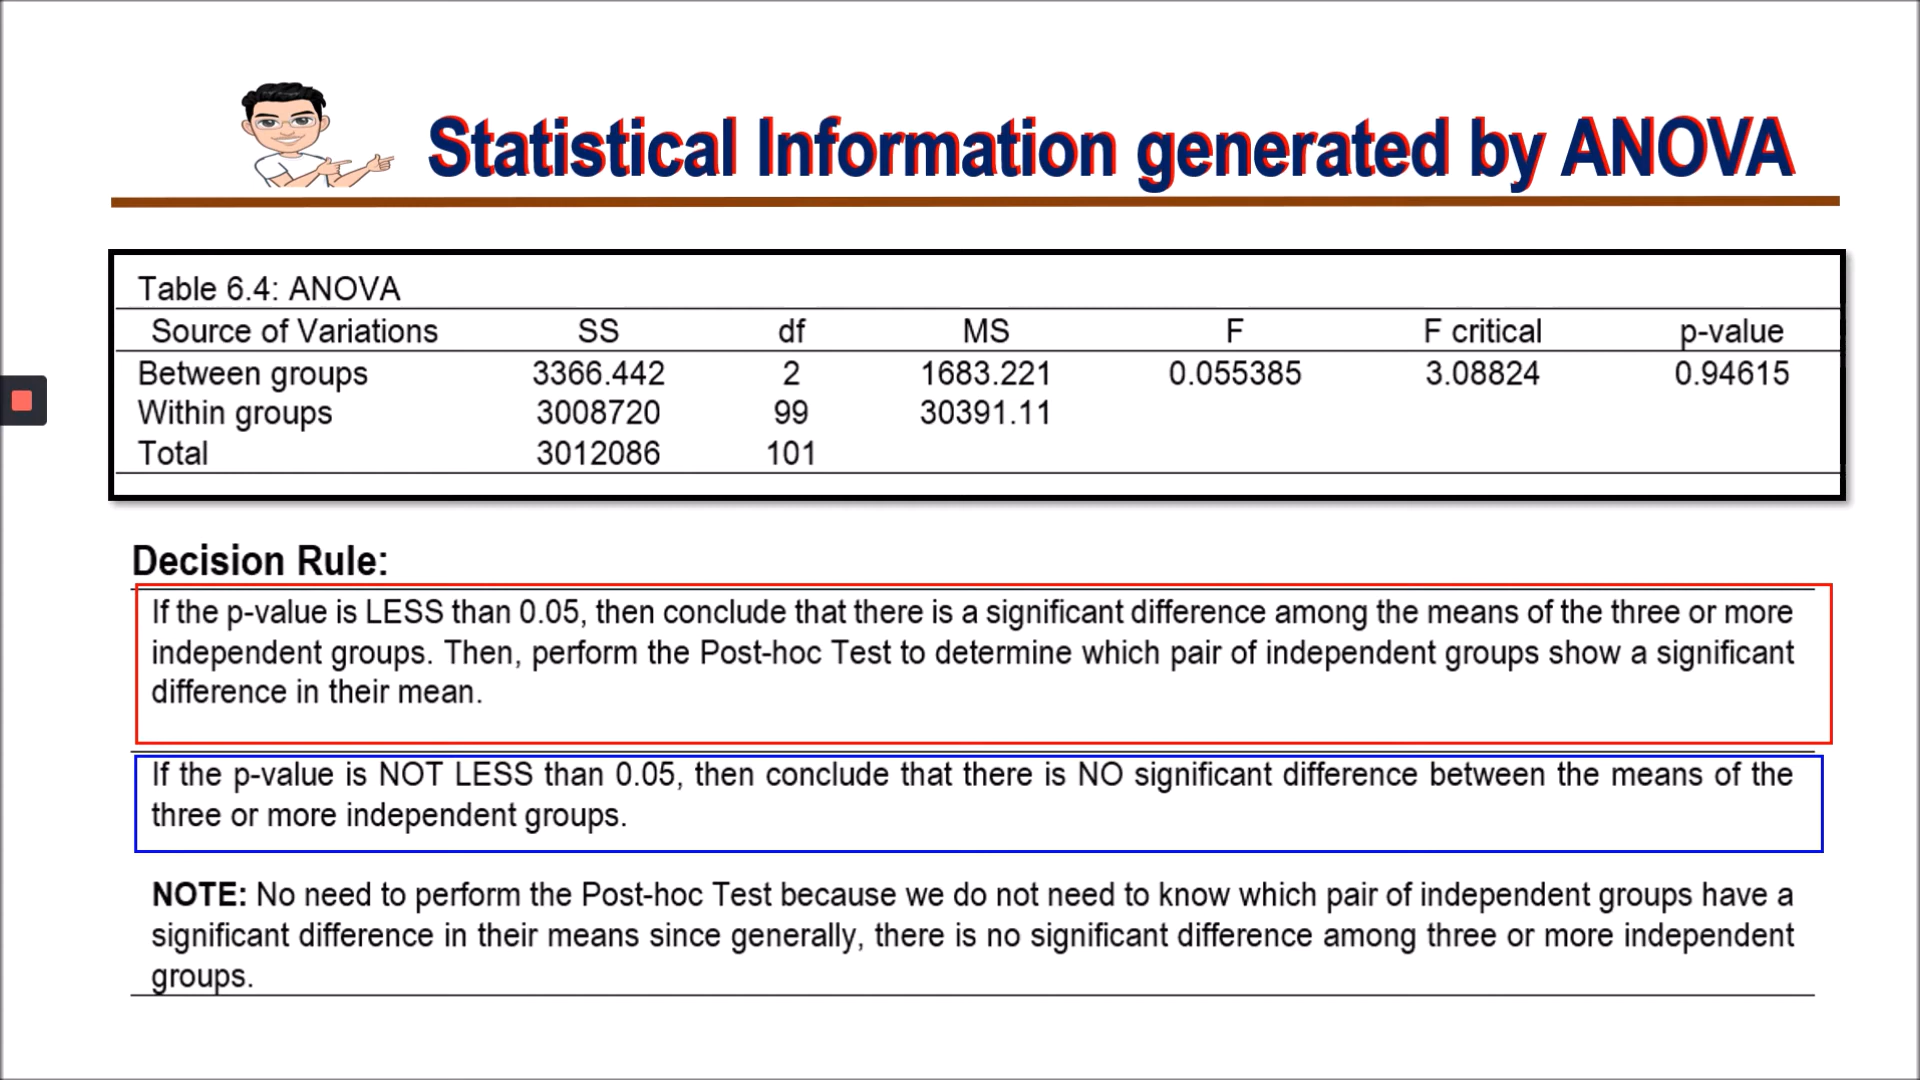 Statistical Information generated by ANOVA
Table 6.4: ANOVA
Source of Variations SS df MS F F critical p-value
Between groups 3366.442 2 1683.221 0.055385 3.08824 0.94615
Within groups 3008720 99 30391.11
Total 3012086 101
Decision Rule:
If the p-value is LESS than 0.05, then conclude that there is a significant difference among the means of the three or more
independent groups. Then, perform the Post-hoc Test to determine which pair of independent groups show a significant
difference in their mean.
If the p-value is NOT LESS than 0.05, then conclude that there is NO significant difference between the means of the
three or more independent groups.
NOTE: No need to perform the Post-hoc Test because we do not need to know which pair of independent groups have a
significant difference in their means since generally, there is no significant difference among three or more independent
groups.